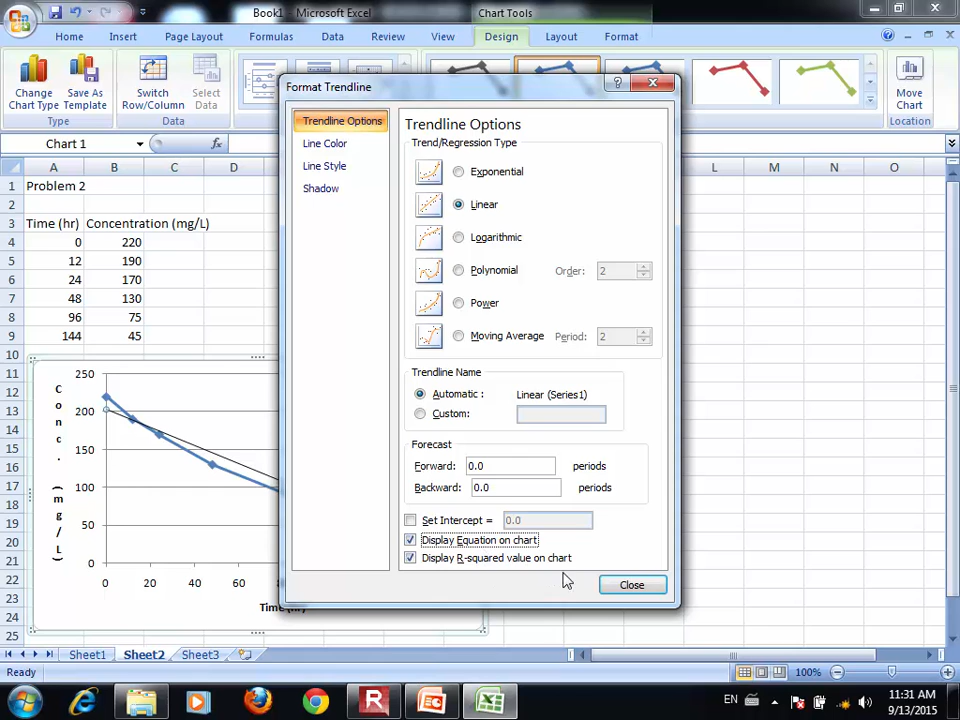 Book1 - Microsoft Excel
Chart Tools
Home
Insert
Page Layout
Formulas
Data
Review
View
Design
Layout
Format
Change Chart Type
Save As Template
Switch Row/Column
Select Data
Move Chart
Type
Data
Location
Chart 1
fx
A B C D L M N O
1 Problem 2
2
3 Time (hr) Concentration (mg/L)
4 0 220
5 12 190
6 24 170
7 48 130
8 96 75
9 144 45
10
11
12
13
14
15
16
17
18
19
20
21
22
23
24
25
250
200
150
100
50
0
0 20 40 60
Conc. (mg/L)
Time (hr)
Format Trendline
?
Trendline Options
Line Color
Line Style
Shadow
Trendline Options
Trend/Regression Type
Exponential
Linear
Logarithmic
Polynomial Order: 2
Power
Moving Average Period: 2
Trendline Name
Automatic : Linear (Series1)
Custom:
Forecast
Forward: 0.0 periods
Backward: 0.0 periods
Set Intercept = 0.0
Display Equation on chart
Display R-squared value on chart
Close
Sheet1 Sheet2 Sheet3
Ready
100%
EN
11:31 AM
9/13/2015